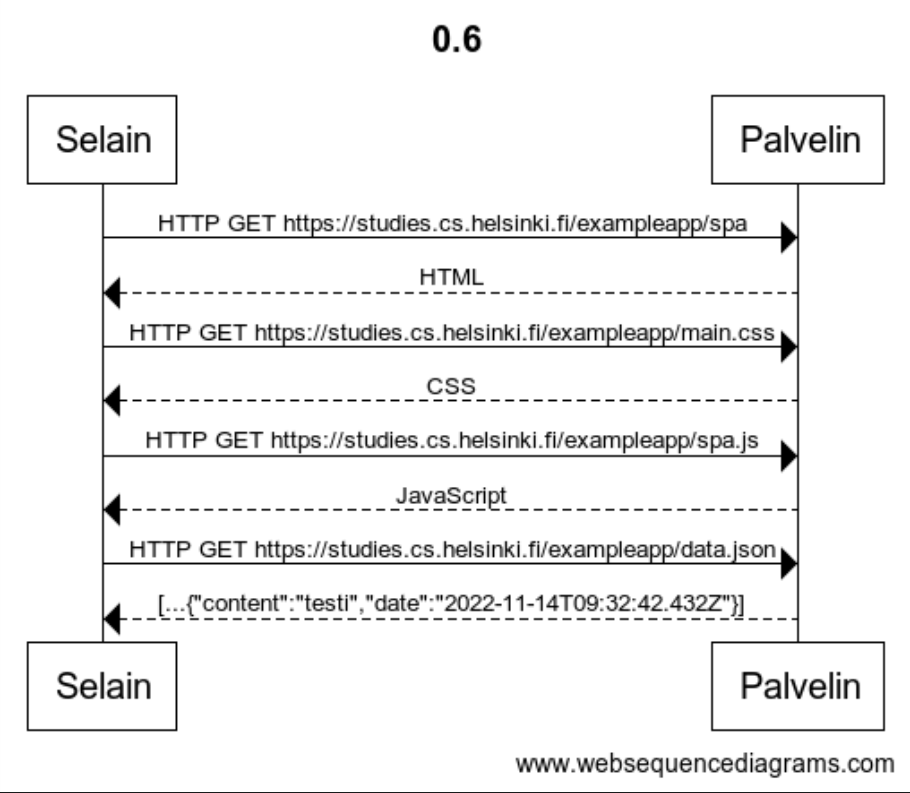 0.6
Selain Palvelin
HTTP GET https://studies.cs.helsinki.fi/exampleapp/spa
HTML
HTTP GET https://studies.cs.helsinki.fi/exampleapp/main.css
CSS
HTTP GET https://studies.cs.helsinki.fi/exampleapp/spa.js
JavaScript
HTTP GET https://studies.cs.helsinki.fi/exampleapp/data.json
[...{"content":"testi","date":"2022-11-14T09:32:42.432Z"}]
Selain Palvelin
www.websequencediagrams.com